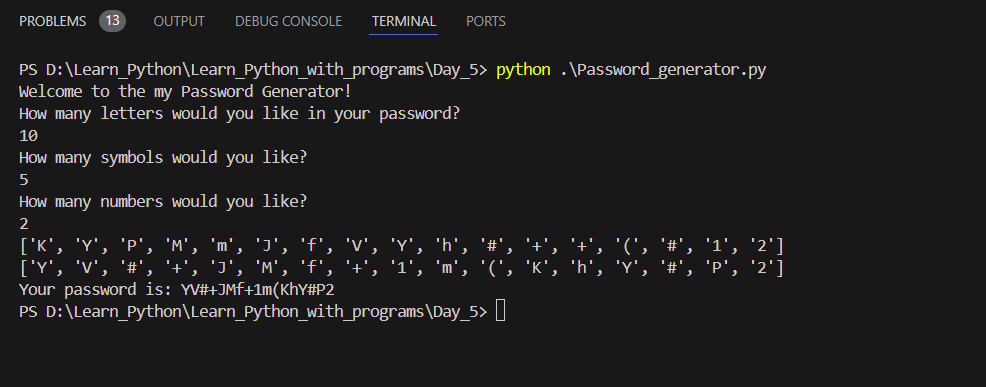 PROBLEMS 13 OUTPUT DEBUG CONSOLE TERMINAL PORTS
PS D:\Learn_Python\Learn_Python_with_programs\Day_5> python .\Password_generator.py
Welcome to the my Password Generator!
How many letters would you like in your password?
10
How many symbols would you like?
5
How many numbers would you like?
2
['K', 'Y', 'P', 'M', 'm', 'J', 'f', 'V', 'Y', 'h', '#', '+', '+', '(', '#', '1', '2']
['Y', 'V', '#', '+', 'J', 'M', 'f', '+', '1', 'm', '(', 'K', 'h', 'Y', '#', 'P', '2']
Your password is: YV#+JMf+1m(KhY#P2
PS D:\Learn_Python\Learn_Python_with_programs\Day_5>